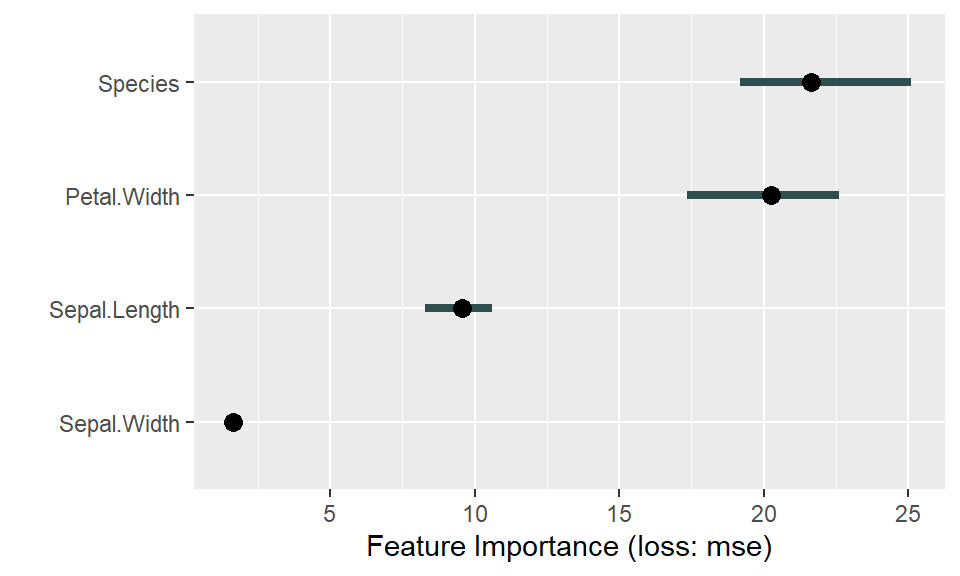 Species
Petal.Width
Sepal.Length
Sepal.Width
5 10 15 20 25
Feature Importance (loss: mse)